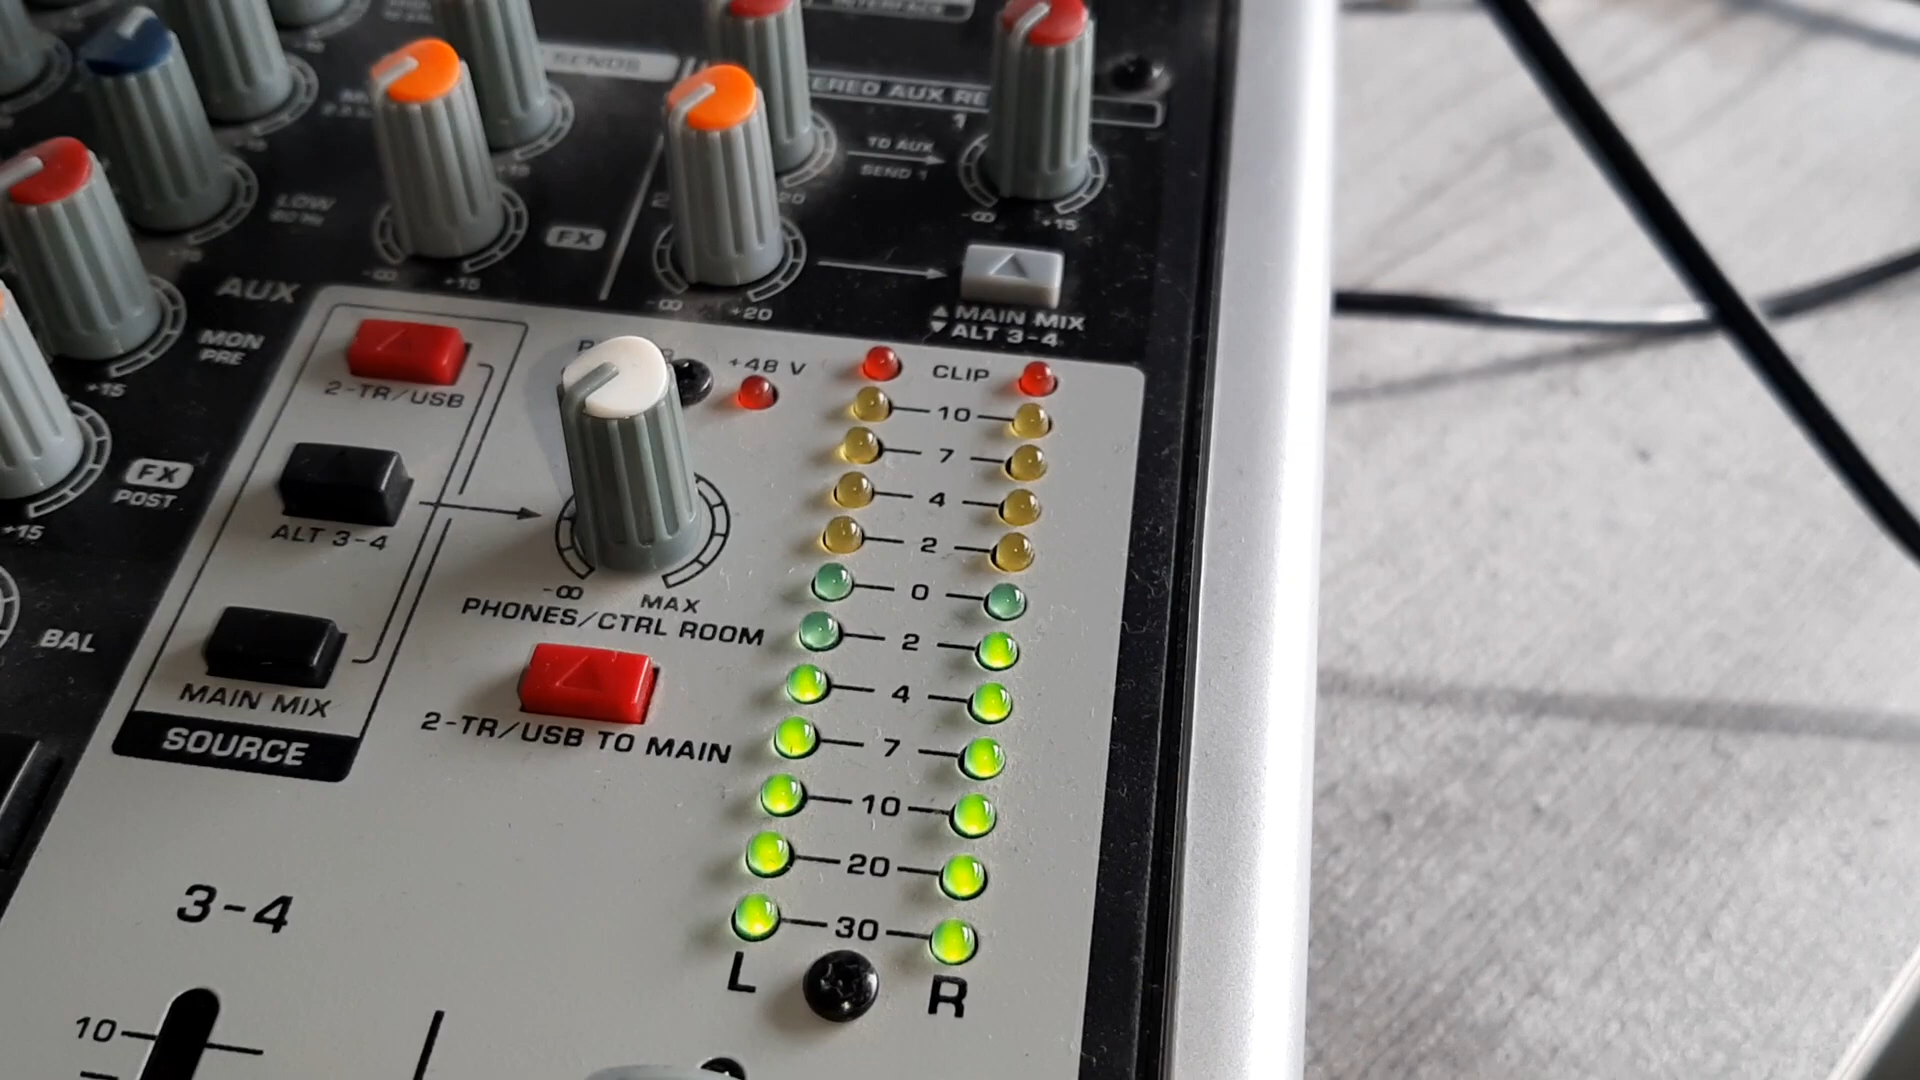 SENDS
STEREO AUX RE
1
TO AUX
SEND 1
-∞
+15
20
LOW
80 Hz
+15
FX
-∞
+15
-∞
+20
▲ MAIN MIX
▼ ALT 3-4
AUX
MON
PRE
+15
FX
POST
+15
BAL
2-TR/USB
ALT 3-4
MAIN MIX
SOURCE
+48 V
-∞
MAX
PHONES/CTRL ROOM
2-TR/USB TO MAIN
CLIP
10
7
4
2
0
2
4
7
10
20
30
L
R
3-4
10